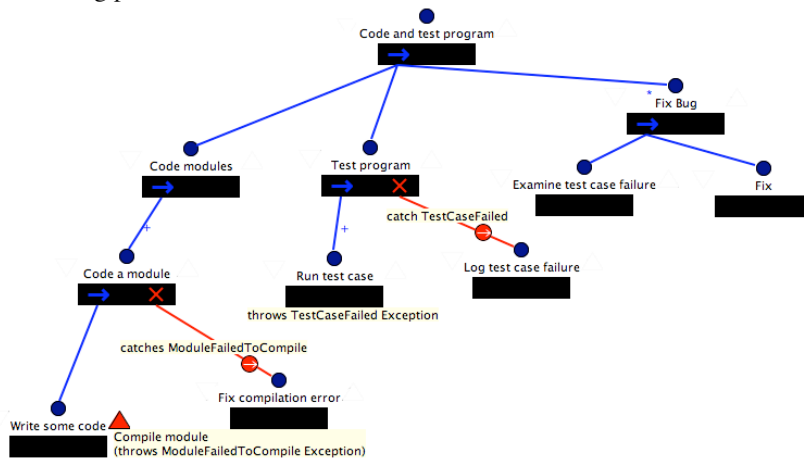 Code and test program
*
Fix Bug
Code modules
Test program
Examine test case failure
Fix
catch TestCaseFailed
+
+
Code a module
Run test case
Log test case failure
throws TestCaseFailed Exception
catches ModuleFailedToCompile
Fix compilation error
Write some code
Compile module
(throws ModuleFailedToCompile Exception)